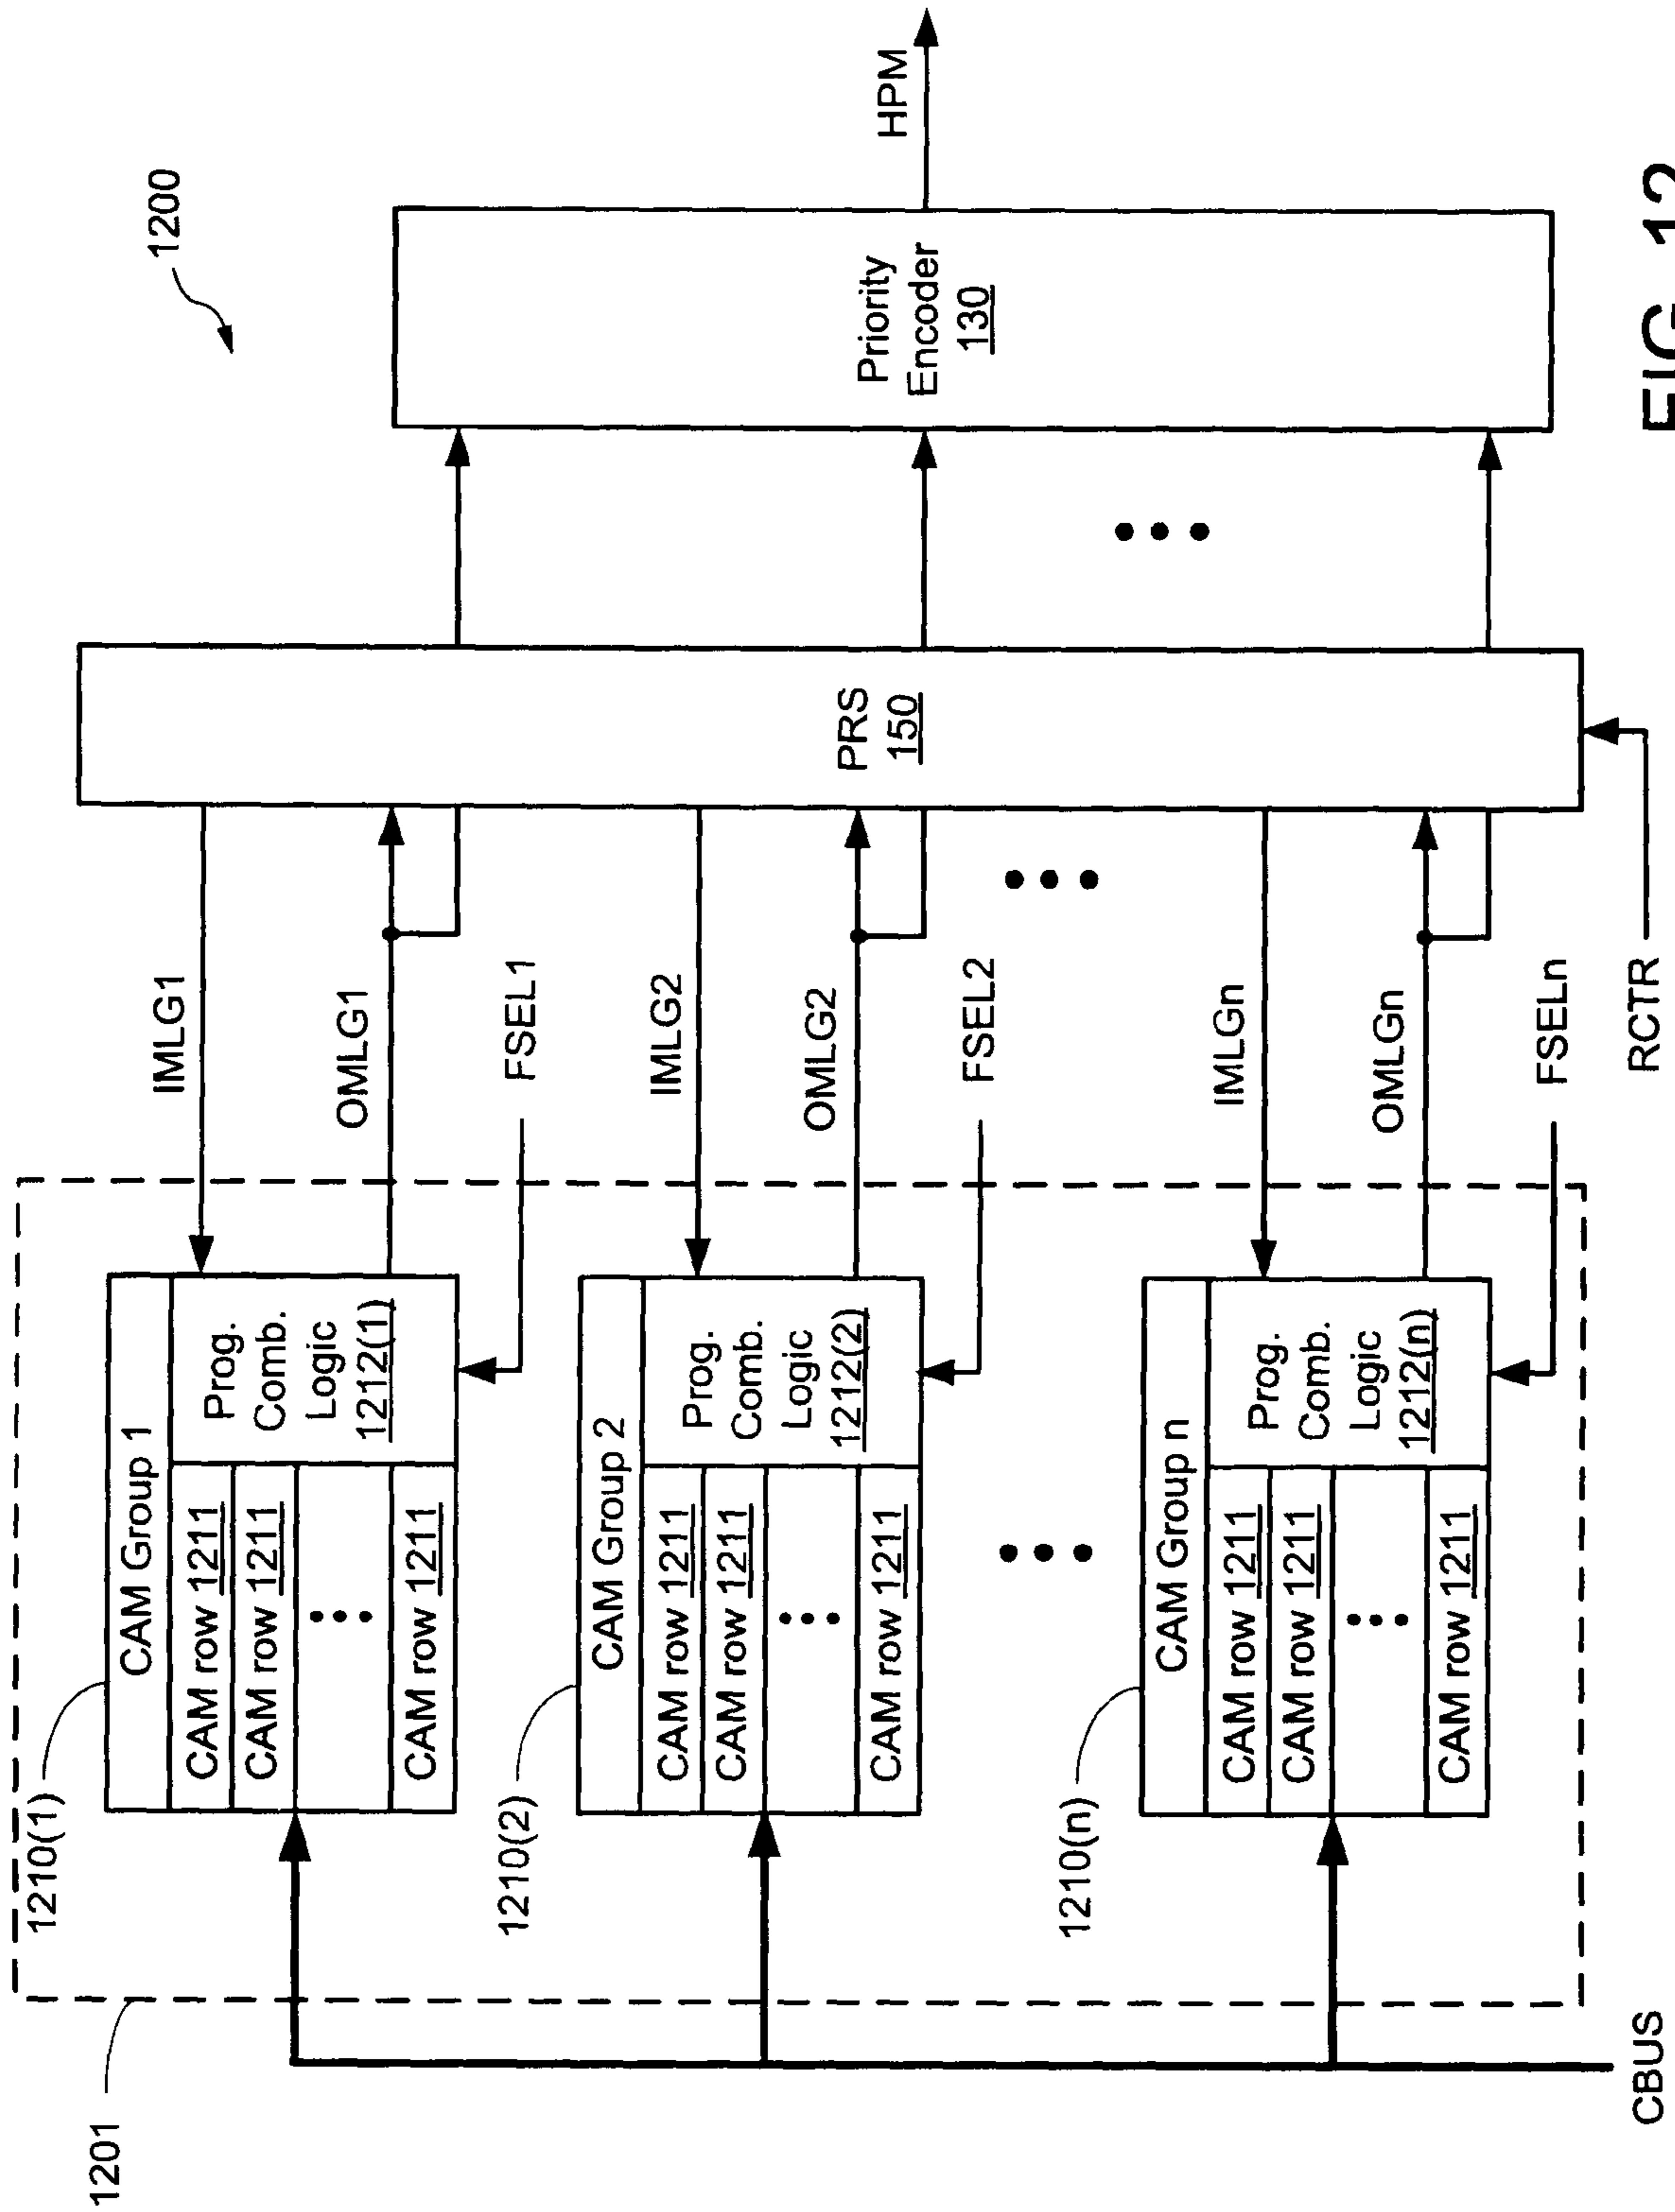 1200
1201
1210(1)
CAM Group 1
CAM row 1211
CAM row 1211
CAM row 1211
Prog.
Comb.
Logic
1212(1)
IMLG1
OMLG1
FSEL1
1210(2)
CAM Group 2
CAM row 1211
CAM row 1211
CAM row 1211
Prog.
Comb.
Logic
1212(2)
IMLG2
OMLG2
FSEL2
1210(n)
CAM Group n
CAM row 1211
CAM row 1211
CAM row 1211
Prog.
Comb.
Logic
1212(n)
IMLGn
OMLGn
FSELn
PRS
150
Priority
Encoder
130
HPM
CBUS
RCTR
FIG. 12